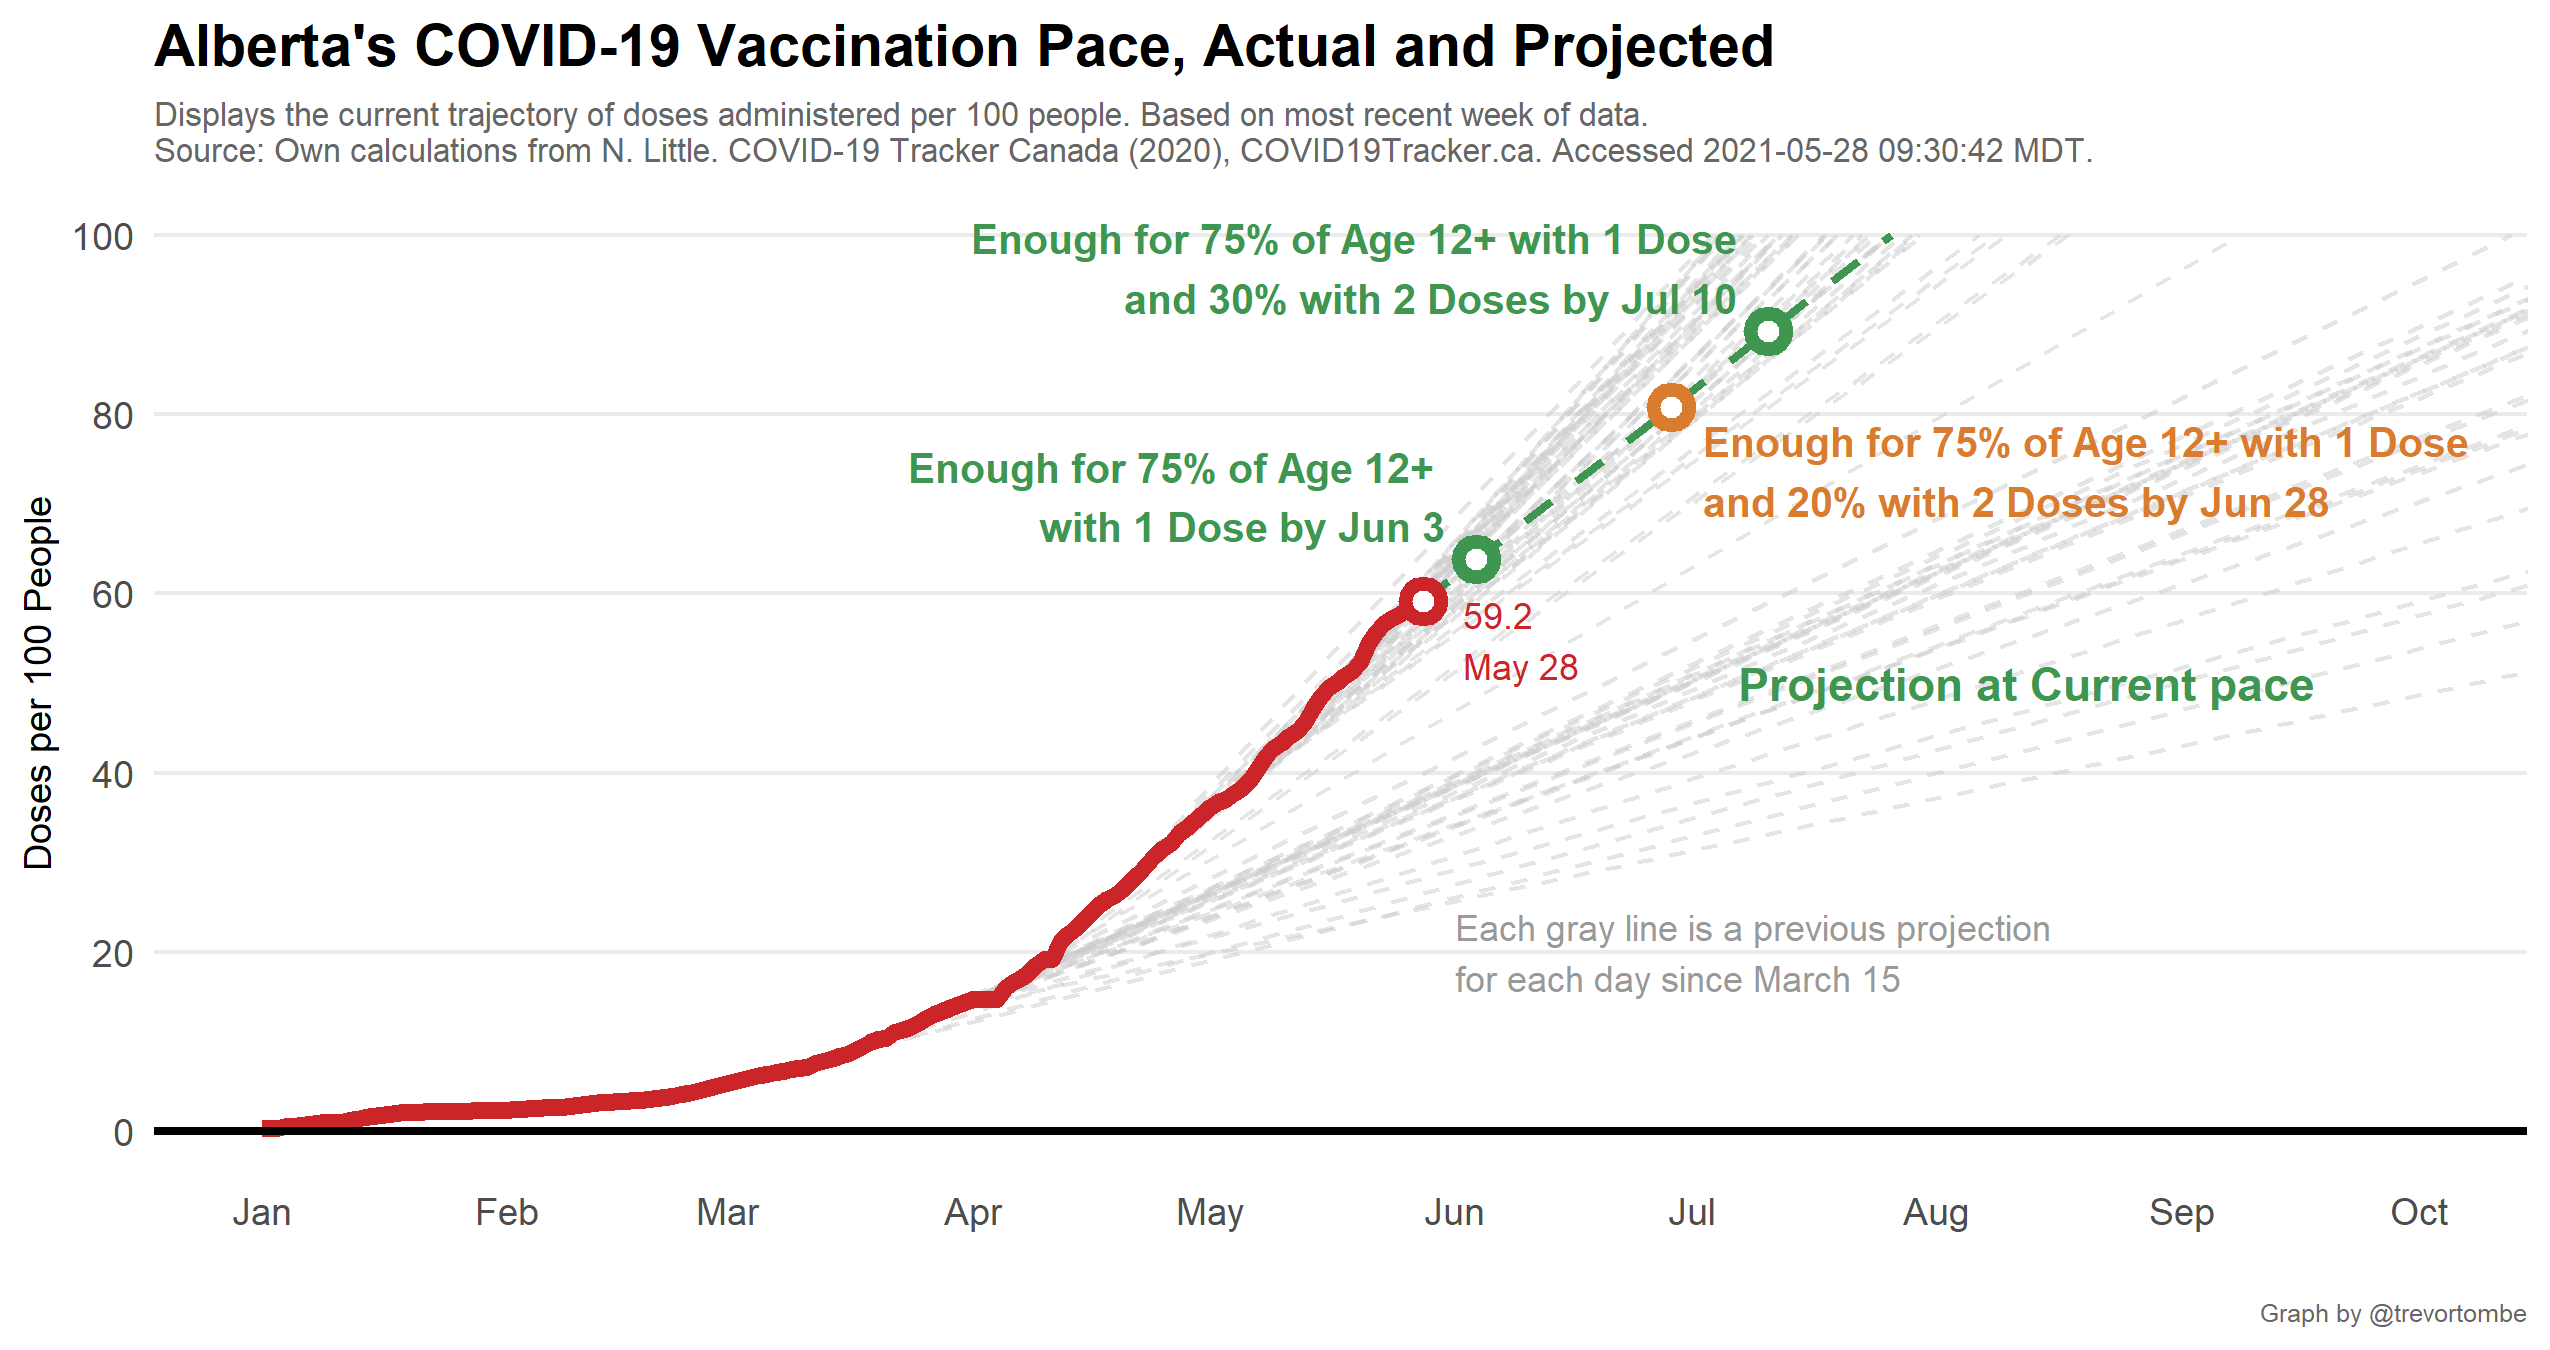 Alberta's COVID-19 Vaccination Pace, Actual and Projected
Displays the current trajectory of doses administered per 100 people. Based on most recent week of data.
Source: Own calculations from N. Little. COVID-19 Tracker Canada (2020), COVID19Tracker.ca. Accessed 2021-05-28 09:30:42 MDT.
Doses per 100 People
100
80
60
40
20
0
Enough for 75% of Age 12+ with 1 Dose
and 30% with 2 Doses by Jul 10
Enough for 75% of Age 12+ with 1 Dose
and 20% with 2 Doses by Jun 28
Enough for 75% of Age 12+
with 1 Dose by Jun 3
59.2
May 28
Projection at Current pace
Each gray line is a previous projection
for each day since March 15
Jan Feb Mar Apr May Jun Jul Aug Sep Oct
Graph by @trevortombe